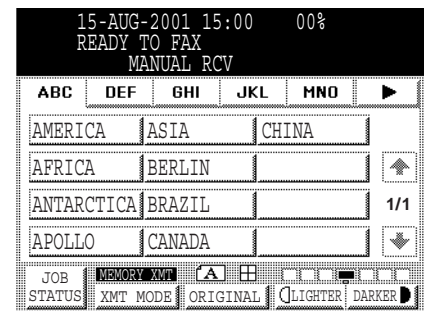 15-AUG-2001 15:00 00%
READY TO FAX
MANUAL RCV
ABC DEF GHI JKL MNO
AMERICA ASIA CHINA
AFRICA BERLIN
ANTARCTICA BRAZIL 1/1
APOLLO CANADA
JOB MEMORY XMT A
STATUS XMT MODE ORIGINAL LIGHTER DARKER